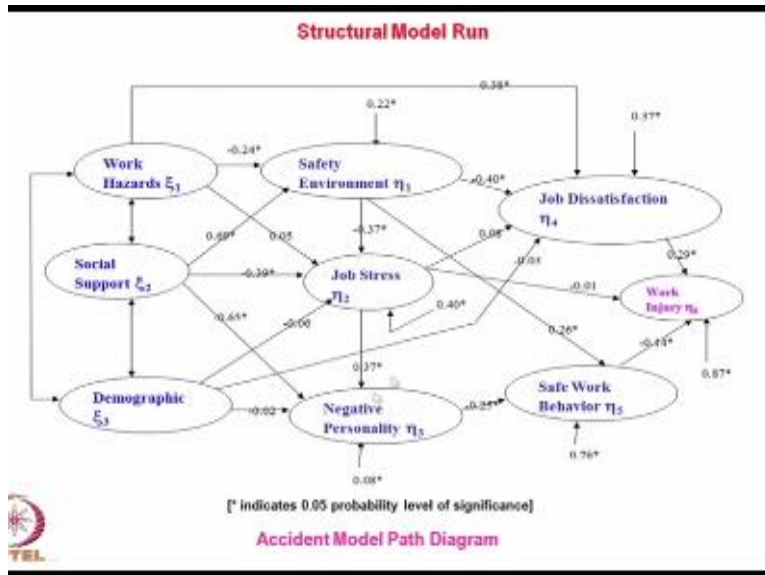 Structural Model Run
0.38*
0.22*
0.37*
Work
Hazards ξ1
-0.24*
Safety
Environment η1
-0.40*
Job Dissatisfaction
η4
0.60*
0.05
-0.37*
0.08
Social
Support ξ2
-0.39*
Job Stress
η2
-0.03
0.29*
-0.01
Work
Injury η6
-0.65*
-0.00
0.40*
0.26*
-0.44*
0.37*
0.87*
Demographic
ξ3
-0.02
Negative
Personality η3
-0.25*
Safe Work
Behavior η5
0.08*
0.76*
[* indicates 0.05 probability level of significance]
Accident Model Path Diagram